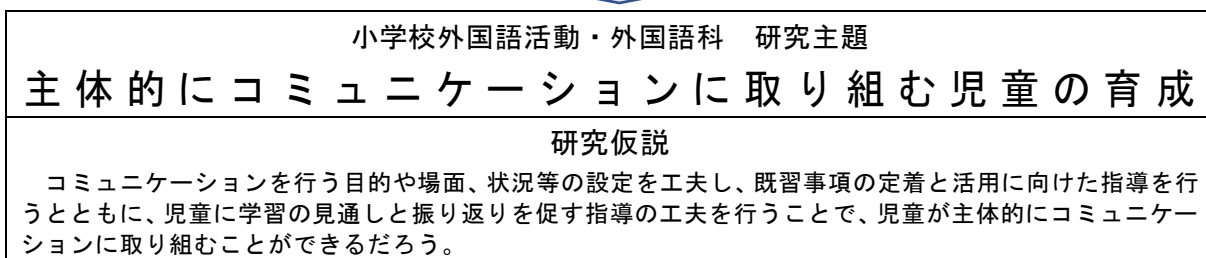 小学校外国語活動・外国語科　研究主題
主体的にコミュニケーションに取り組む児童の育成
研究仮説
　コミュニケーションを行う目的や場面、状況等の設定を工夫し、既習事項の定着と活用に向けた指導を行
うとともに、児童に学習の見通しと振り返りを促す指導の工夫を行うことで、児童が主体的にコミュニケー
ションに取り組むことができるだろう。